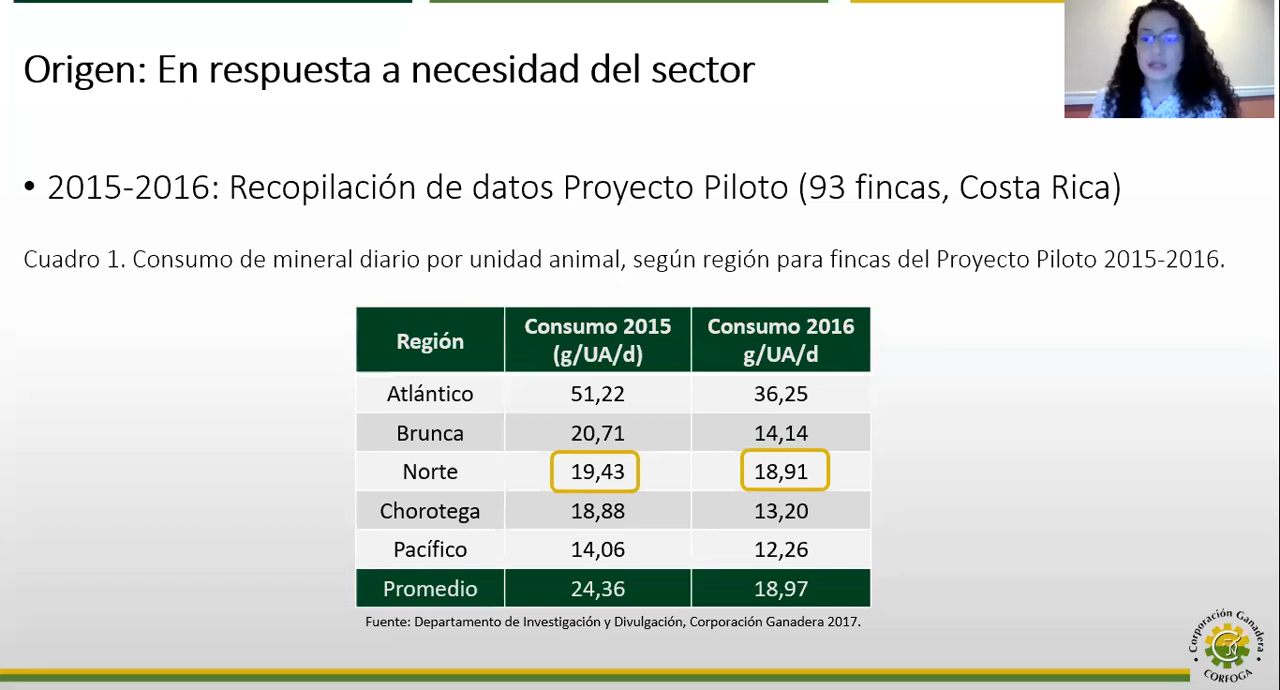 Origen: En respuesta a necesidad del sector
• 2015-2016: Recopilación de datos Proyecto Piloto (93 fincas, Costa Rica)
Cuadro 1. Consumo de mineral diario por unidad animal, según región para fincas del Proyecto Piloto 2015-2016.
Región Consumo 2015 (g/UA/d) Consumo 2016 g/UA/d
Atlántico 51,22 36,25
Brunca 20,71 14,14
Norte 19,43 18,91
Chorotega 18,88 13,20
Pacífico 14,06 12,26
Promedio 24,36 18,97
Fuente: Departamento de Investigación y Divulgación, Corporación Ganadera 2017.
Corporación Ganadera
CORFOGA